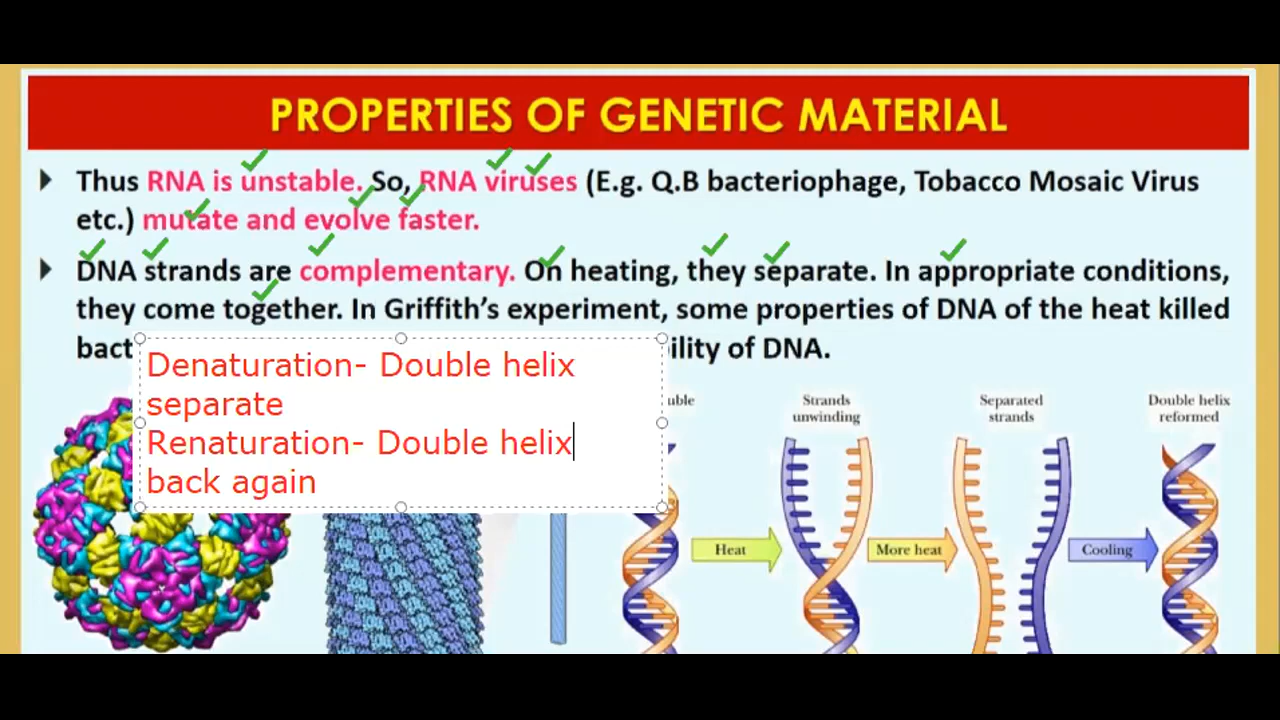 PROPERTIES OF GENETIC MATERIAL
Thus RNA is unstable. So, RNA viruses (E.g. Q.B bacteriophage, Tobacco Mosaic Virus
etc.) mutate and evolve faster.
DNA strands are complementary. On heating, they separate. In appropriate conditions,
they come together. In Griffith's experiment, some properties of DNA of the heat killed
of DNA.
Denaturation- Double helix
separate
Renaturation- Double helix
back again
Strands
unwinding
Separated
strands
Double helix
reformed
Heat
More heat
Cooling